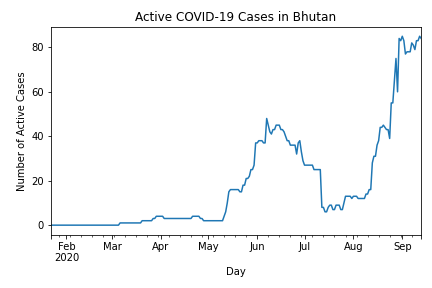 Active COVID-19 Cases in Bhutan
Number of Active Cases
80
60
40
20
0
Feb Mar Apr May Jun Jul Aug Sep
2020
Day